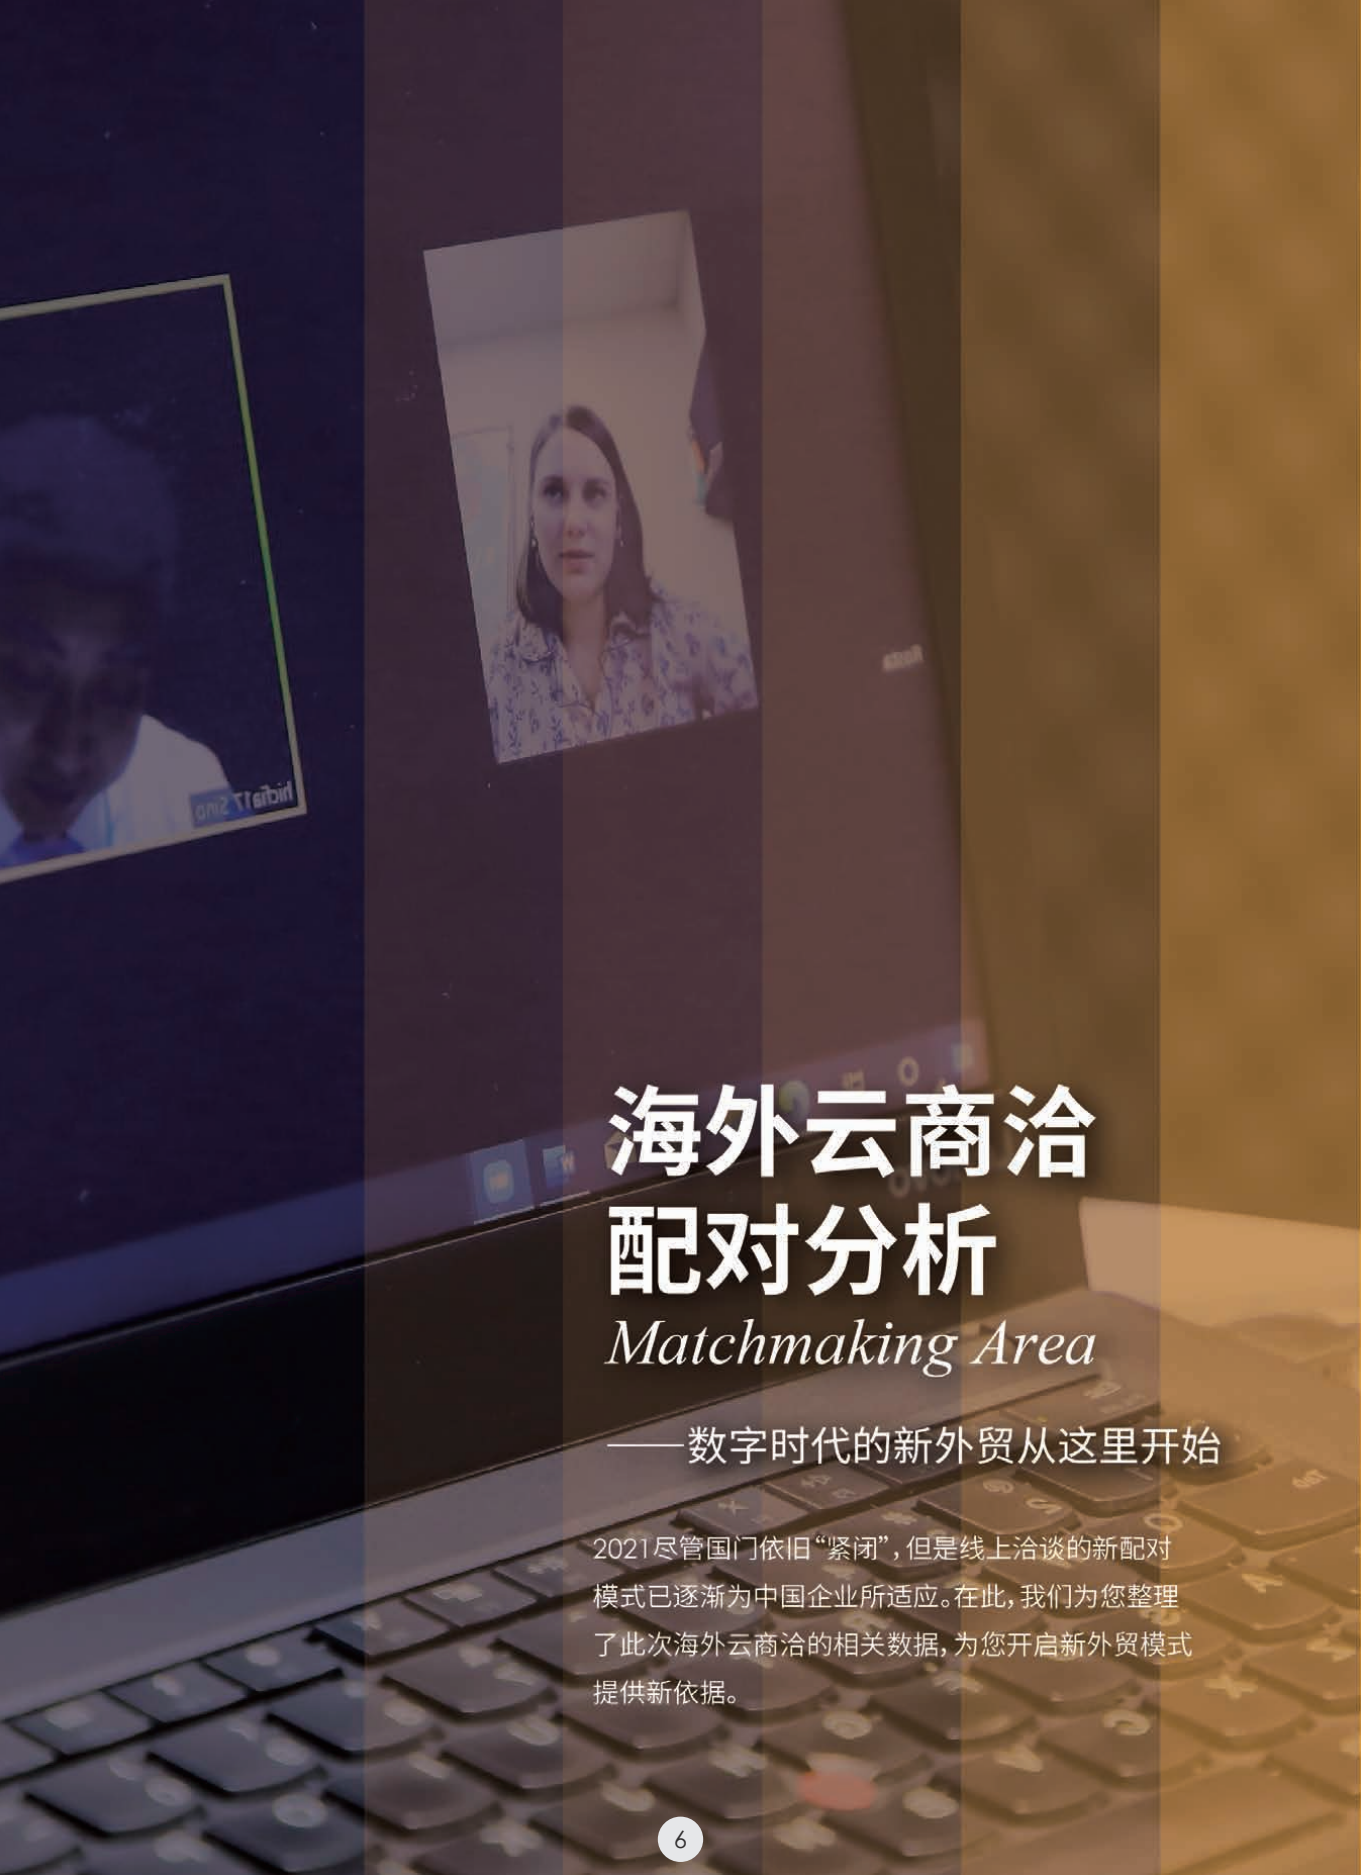 海外云商洽
配对分析
Matchmaking Area
——数字时代的新外贸从这里开始
2021尽管国门依旧“紧闭”，但是线上洽谈的新配对
模式已逐渐为中国企业所适应。在此，我们为您整理
了此次海外云商洽的相关数据，为您开启新外贸模式
提供新依据。
6